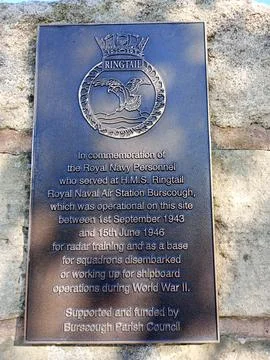 RINGTAIL
In commemoration of
the Royal Navy Personnel
who served at H.M.S. Ringtail
Royal Naval Air Station Burscough,
which was operational on this site
between 1st September 1943
and 15th June 1946
for radar training and as a base
for squadrons disembarked
or working up for shipboard
operations during World War II.
Supported and funded by
Burscough Parish Council